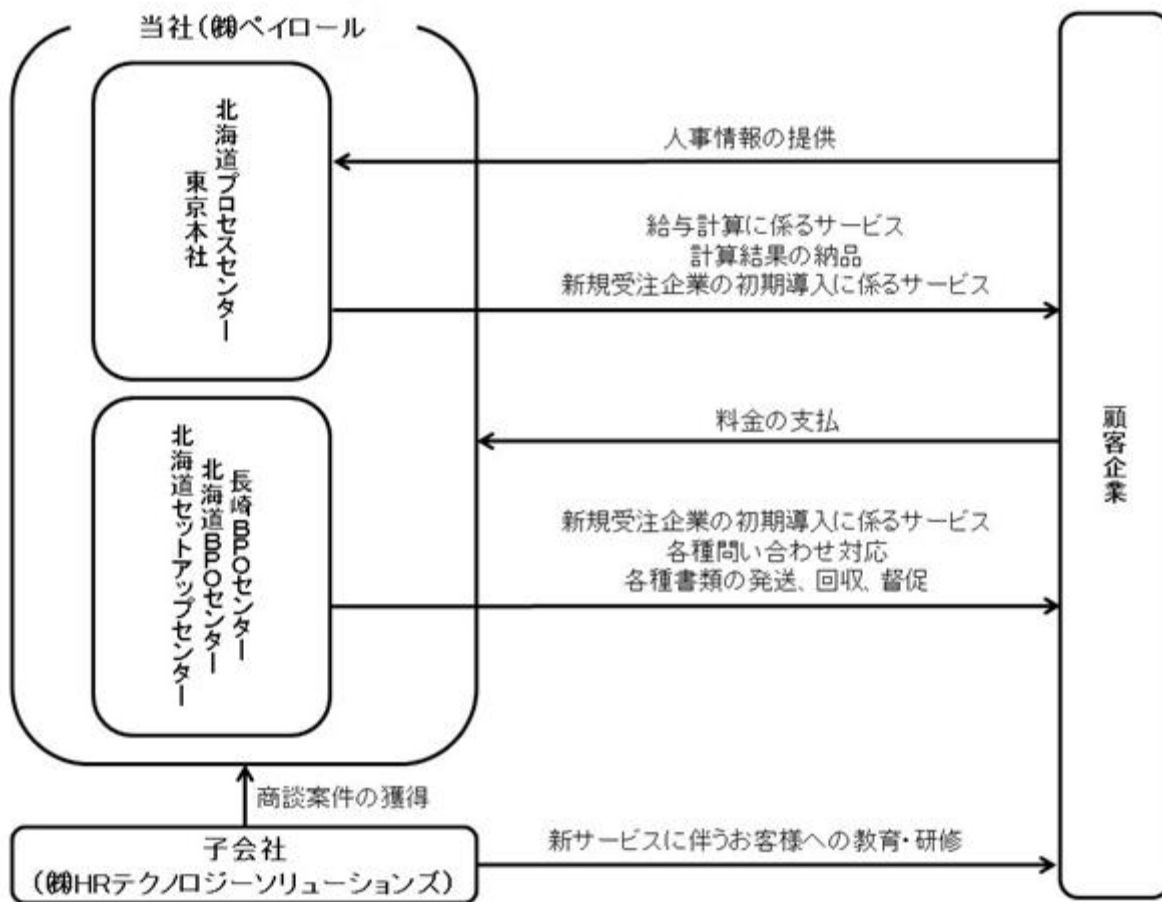 当社(㈱ペイロール
北海道プロセスセンター
東京本社
人事情報の提供
給与計算に係るサービス
計算結果の納品
新規受注企業の初期導入に係るサービス
料金の支払
長崎BPOセンター
北海道BPOセンター
北海道セットアップセンター
新規受注企業の初期導入に係るサービス
各種問い合わせ対応
各種書類の発送、回収、督促
顧客企業
商談案件の獲得
子会社
(㈱HRテクノロジーソリューションズ)
新サービスに伴うお客様への教育・研修